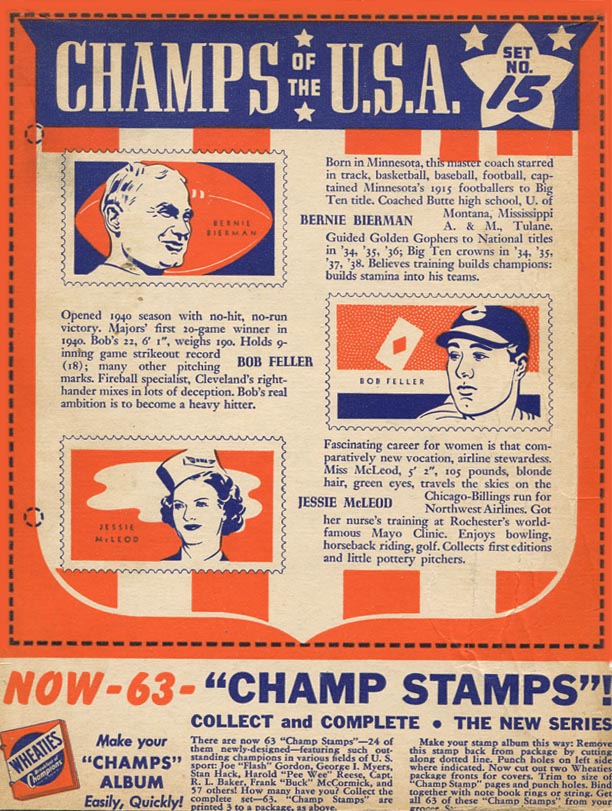 CHAMPS OF THE U.S.A.
SET NO. 15
BERNIE
BIERMAN
Born in Minnesota, this master coach starred
in track, basketball, baseball, football, cap-
tained Minnesota's 1915 footballers to Big
Ten title. Coached Butte high school, U. of
BERNIE BIERMAN Montana, Mississippi
A. & M., Tulane.
Guided Golden Gophers to National titles
in '34, '35, '36; Big Ten crowns in '34, '35,
'37, '38. Believes training builds champions:
builds stamina into his teams.
Opened 1940 season with no-hit, no-run
victory. Majors' first 20-game winner in
1940. Bob's 22, 6' 1", weighs 190. Holds 9-
inning game strikeout record
(18); many other pitching BOB FELLER
marks. Fireball specialist, Cleveland's right-
hander mixes in lots of deception. Bob's real
ambition is to become a heavy hitter.
BOB FELLER
JESSIE
McLEOD
Fascinating career for women is that com-
paratively new vocation, airline stewardess.
Miss McLeod, 5' 2", 105 pounds, blonde
hair, green eyes, travels the skies on the
JESSIE McLEOD Chicago-Billings run for
Northwest Airlines. Got
her nurse's training at Rochester's world-
famous Mayo Clinic. Enjoys bowling,
horseback riding, golf. Collects first editions
and little pottery pitchers.
NOW-63-"CHAMP STAMPS"!
COLLECT and COMPLETE • THE NEW SERIES
WHEATIES
Breakfast of
Champions
Make your
"CHAMPS"
ALBUM
Easily, Quickly!
There are now 63 "Champ Stamps"—24 of
them newly-designed—featuring such out-
standing champions in various fields of U. S.
sport: Joe "Flash" Gordon, George I. Myers,
Stan Hack, Harold "Pee Wee" Reese, Capt.
R. L. Baker, Frank "Buck" McCormick, and
57 others! How many have you? Collect the
complete set—63. "Champ Stamps" are
printed 3 to a package, as above.
Make your stamp album this way: Remove
this stamp back from package by cutting
along dotted line. Punch holes on left side
where indicated. Now cut out two Wheaties
package fronts for covers. Trim to size of
"Champ Stamp" pages and punch holes. Bind
together with note book rings or string. Get
all 63 of these "Champ Stamps" from